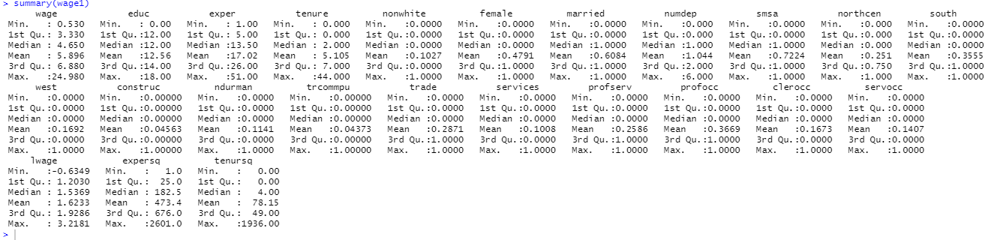 > summary(wage1)
wage educ exper tenure nonwhite female married numdep smsa northcen south
Min. : 0.530 Min. : 0.00 Min. : 1.00 Min. : 0.000 Min. :0.0000 Min. :0.0000 Min. :0.0000 Min. :0.000 Min. :0.0000 Min. :0.000 Min. :0.0000
1st Qu.: 3.330 1st Qu.:12.00 1st Qu.: 5.00 1st Qu.: 0.000 1st Qu.:0.0000 1st Qu.:0.0000 1st Qu.:0.0000 1st Qu.:0.000 1st Qu.:0.0000 1st Qu.:0.000 1st Qu.:0.0000
Median : 4.650 Median :12.00 Median :13.50 Median : 2.000 Median :0.0000 Median :0.0000 Median :1.0000 Median :1.000 Median :1.0000 Median :0.000 Median :0.0000
Mean : 5.896 Mean :12.56 Mean :17.02 Mean : 5.105 Mean :0.1027 Mean :0.4791 Mean :0.6084 Mean :1.044 Mean :0.7224 Mean :0.251 Mean :0.3555
3rd Qu.: 6.880 3rd Qu.:14.00 3rd Qu.:26.00 3rd Qu.: 7.000 3rd Qu.:0.0000 3rd Qu.:1.0000 3rd Qu.:1.0000 3rd Qu.:2.000 3rd Qu.:1.0000 3rd Qu.:0.750 3rd Qu.:1.0000
Max. :24.980 Max. :18.00 Max. :51.00 Max. :44.000 Max. :1.0000 Max. :1.0000 Max. :1.0000 Max. :6.000 Max. :1.0000 Max. :1.000 Max. :1.0000
west construc ndurman trcommpu trade services profserv profocc clerocc servocc
Min. :0.0000 Min. :0.00000 Min. :0.0000 Min. :0.00000 Min. :0.0000 Min. :0.0000 Min. :0.0000 Min. :0.0000 Min. :0.0000 Min. :0.0000
1st Qu.:0.0000 1st Qu.:0.00000 1st Qu.:0.0000 1st Qu.:0.00000 1st Qu.:0.0000 1st Qu.:0.0000 1st Qu.:0.0000 1st Qu.:0.0000 1st Qu.:0.0000 1st Qu.:0.0000
Median :0.0000 Median :0.00000 Median :0.0000 Median :0.00000 Median :0.0000 Median :0.0000 Median :0.0000 Median :0.0000 Median :0.0000 Median :0.0000
Mean :0.1692 Mean :0.04563 Mean :0.1141 Mean :0.04373 Mean :0.2871 Mean :0.1008 Mean :0.2586 Mean :0.3669 Mean :0.1673 Mean :0.1407
3rd Qu.:0.0000 3rd Qu.:0.00000 3rd Qu.:0.0000 3rd Qu.:0.00000 3rd Qu.:1.0000 3rd Qu.:0.0000 3rd Qu.:1.0000 3rd Qu.:1.0000 3rd Qu.:0.0000 3rd Qu.:0.0000
Max. :1.0000 Max. :1.00000 Max. :1.0000 Max. :1.00000 Max. :1.0000 Max. :1.0000 Max. :1.0000 Max. :1.0000 Max. :1.0000 Max. :1.0000
lwage expersq tenursq
Min. :-0.6349 Min. : 1.0 Min. : 0.00
1st Qu.: 1.2030 1st Qu.: 25.0 1st Qu.: 0.00
Median : 1.5369 Median : 182.5 Median : 4.00
Mean : 1.6233 Mean : 473.4 Mean : 78.15
3rd Qu.: 1.9286 3rd Qu.: 676.0 3rd Qu.: 49.00
Max. : 3.2181 Max. :2601.0 Max. :1936.00
>